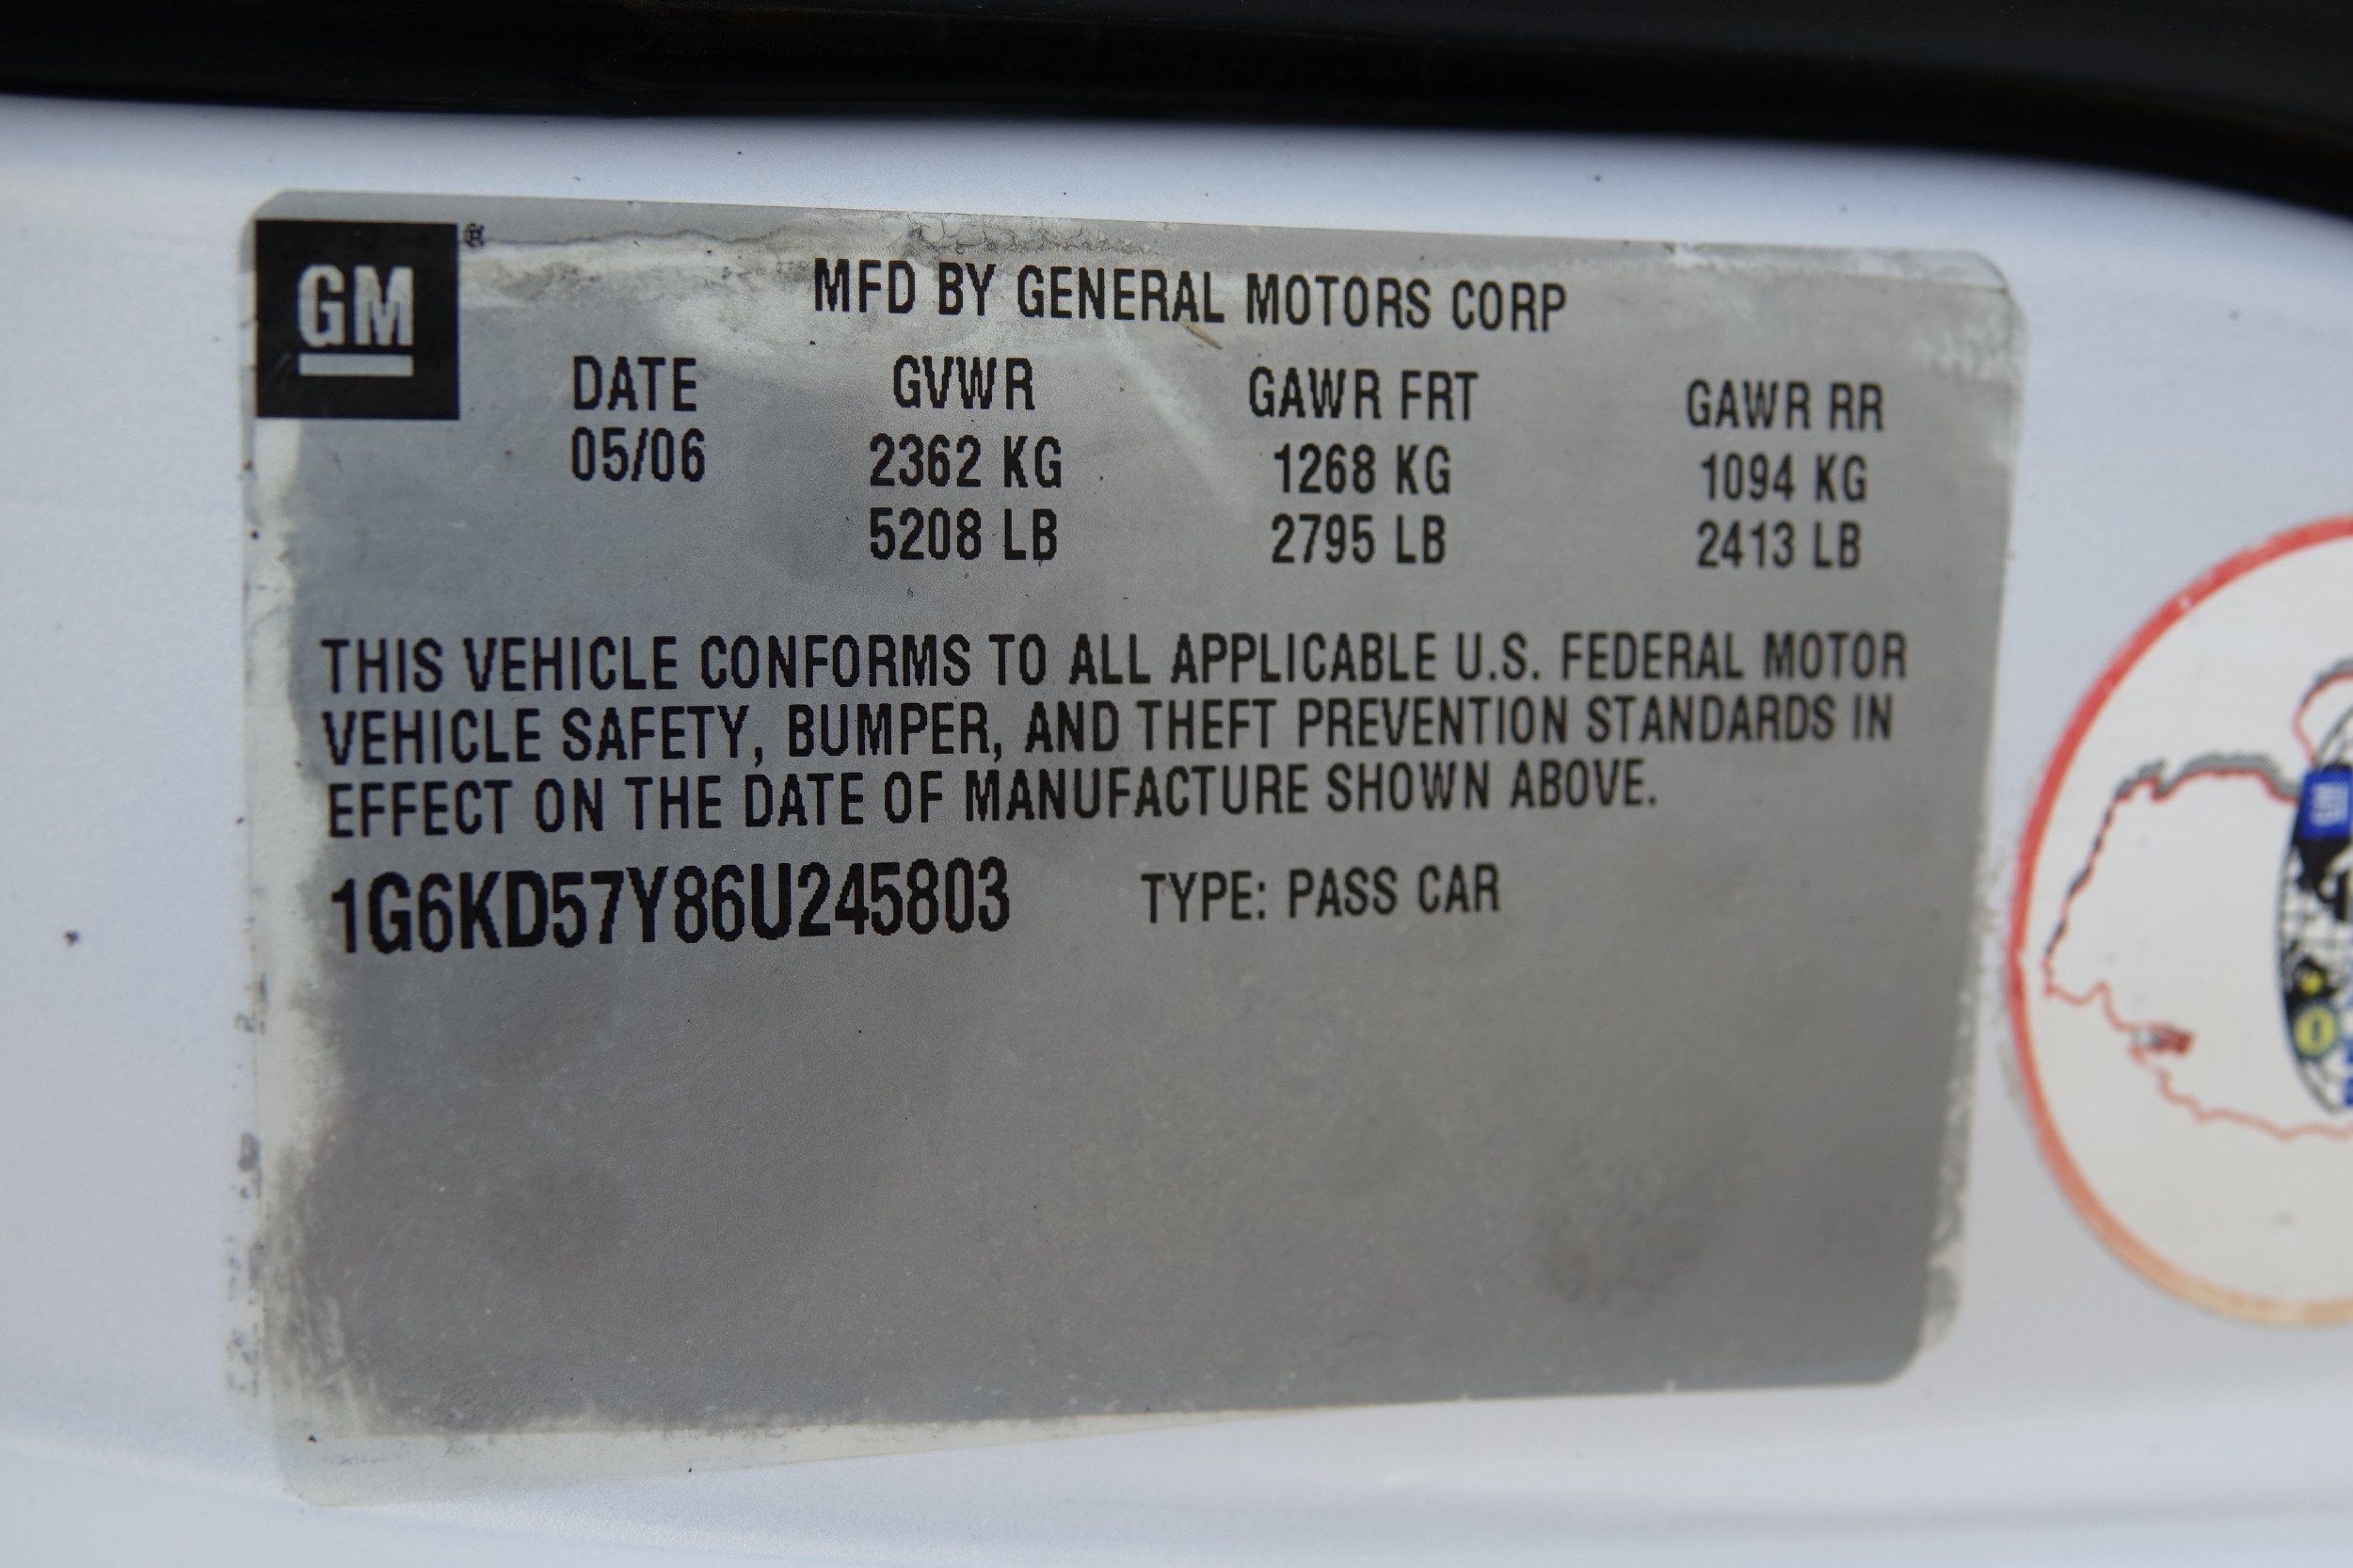 GM®
MFD BY GENERAL MOTORS CORP
DATE GVWR GAWR FRT GAWR RR
05/06 2362 KG 1268 KG 1094 KG
5208 LB 2795 LB 2413 LB
THIS VEHICLE CONFORMS TO ALL APPLICABLE U.S. FEDERAL MOTOR
VEHICLE SAFETY, BUMPER, AND THEFT PREVENTION STANDARDS IN
EFFECT ON THE DATE OF MANUFACTURE SHOWN ABOVE.
1G6KD57Y86U245803 TYPE: PASS CAR